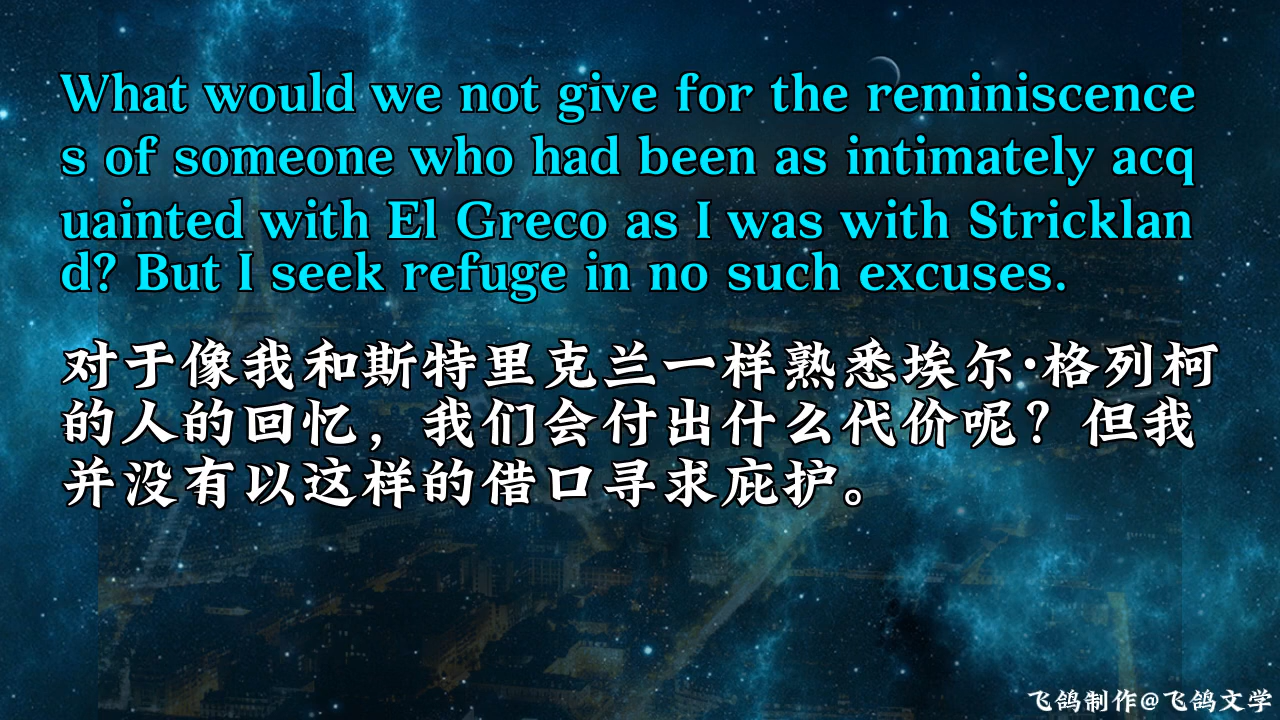 What would we not give for the reminiscence
s of someone who had been as intimately acq
uainted with El Greco as I was with Stricklan
d? But I seek refuge in no such excuses.
对于像我和斯特里克兰一样熟悉埃尔·格列柯
的人的回忆，我们会付出什么代价呢？但我
并没有以这样的借口寻求庇护。
飞鸽制作@飞鸽文学